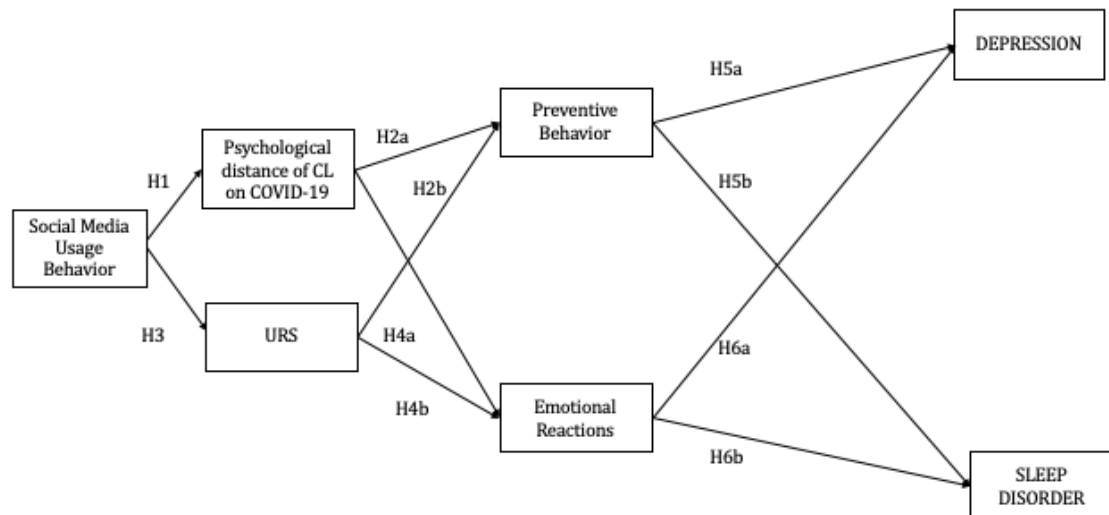 DEPRESSION
H5a
Preventive
Behavior
H2a
Psychological
distance of CL
on COVID-19
H1
H2b
H5b
Social Media
Usage
Behavior
H3
URS
H4a
H6a
H4b
Emotional
Reactions
H6b
SLEEP
DISORDER